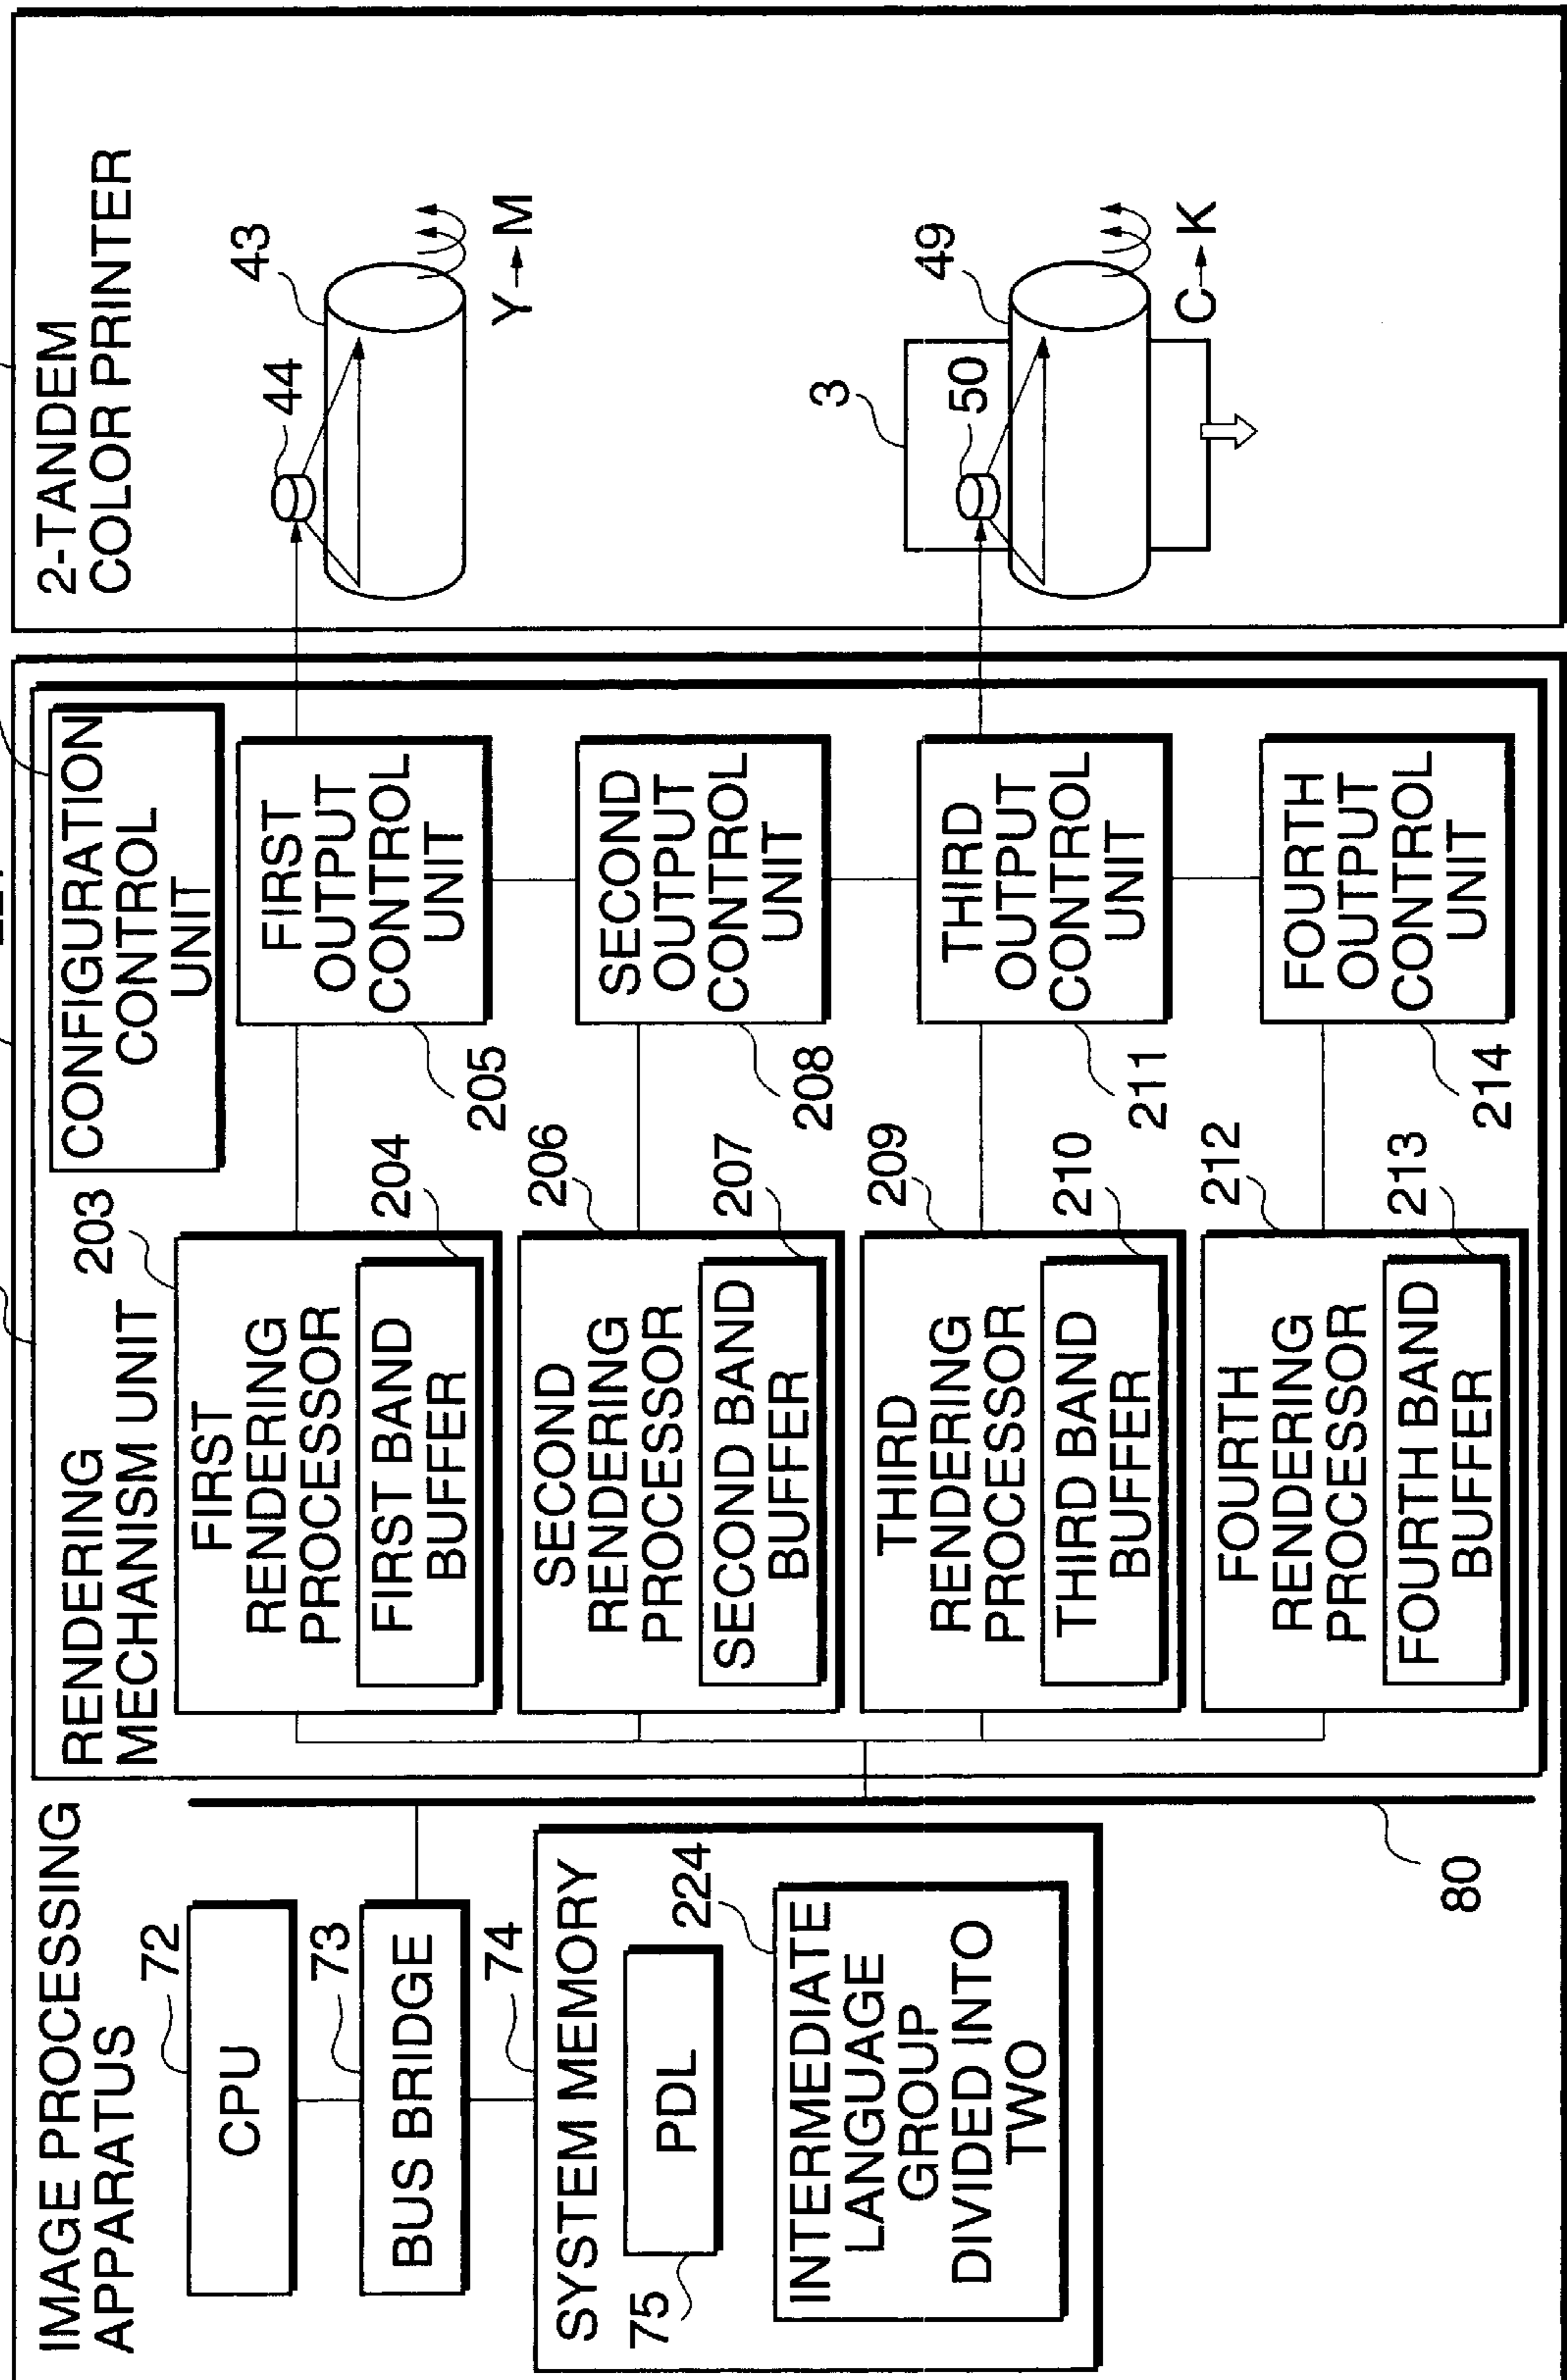 IMAGE PROCESSING
APPARATUS
72
CPU
73
BUS BRIDGE
74
SYSTEM MEMORY
75
PDL
224
INTERMEDIATE
LANGUAGE
GROUP
DIVIDED INTO
TWO
80
RENDERING
MECHANISM UNIT
203
FIRST
RENDERING
PROCESSOR
204
FIRST BAND
BUFFER
206
SECOND
RENDERING
PROCESSOR
207
SECOND BAND
BUFFER
209
THIRD
RENDERING
PROCESSOR
210
THIRD BAND
BUFFER
212
FOURTH
RENDERING
PROCESSOR
213
FOURTH BAND
BUFFER
CONFIGURATION
CONTROL
UNIT
FIRST
OUTPUT
CONTROL
UNIT
205
SECOND
OUTPUT
CONTROL
UNIT
208
THIRD
OUTPUT
CONTROL
UNIT
211
FOURTH
OUTPUT
CONTROL
UNIT
214
2-TANDEM
COLOR PRINTER
44
43
Y→M
3
50
49
C→K